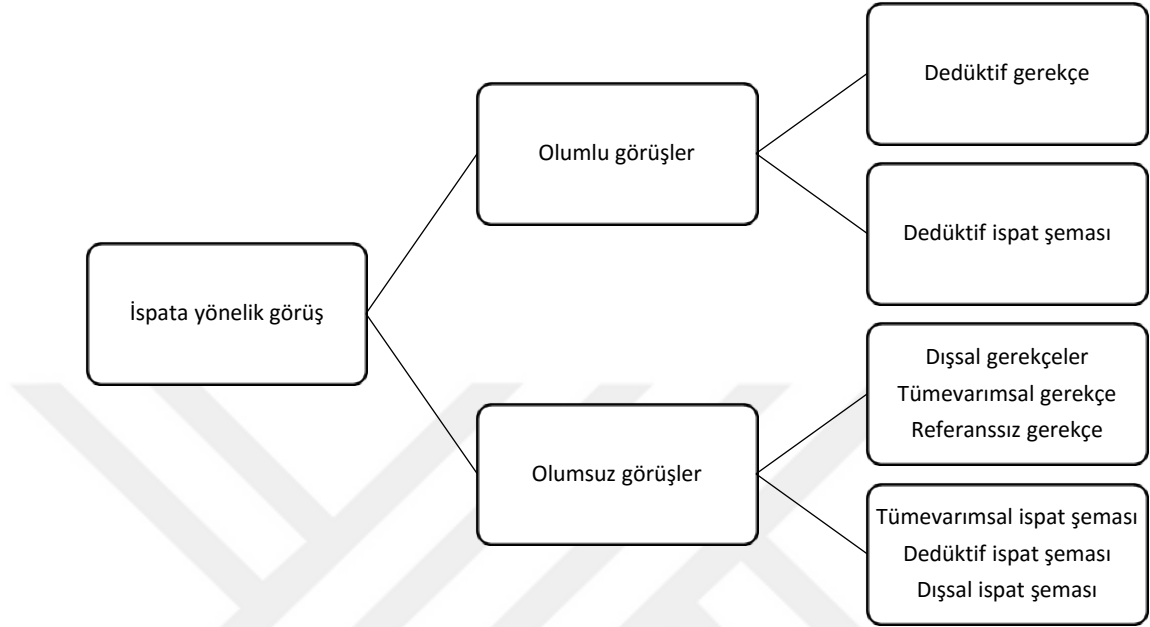 İspata yönelik görüş
Olumlu görüşler
Dedüktif gerekçe
Dedüktif ispat şeması
Olumsuz görüşler
Dışsal gerekçeler
Tümevarımsal gerekçe
Referanssız gerekçe
Tümevarımsal ispat şeması
Dedüktif ispat şeması
Dışsal ispat şeması